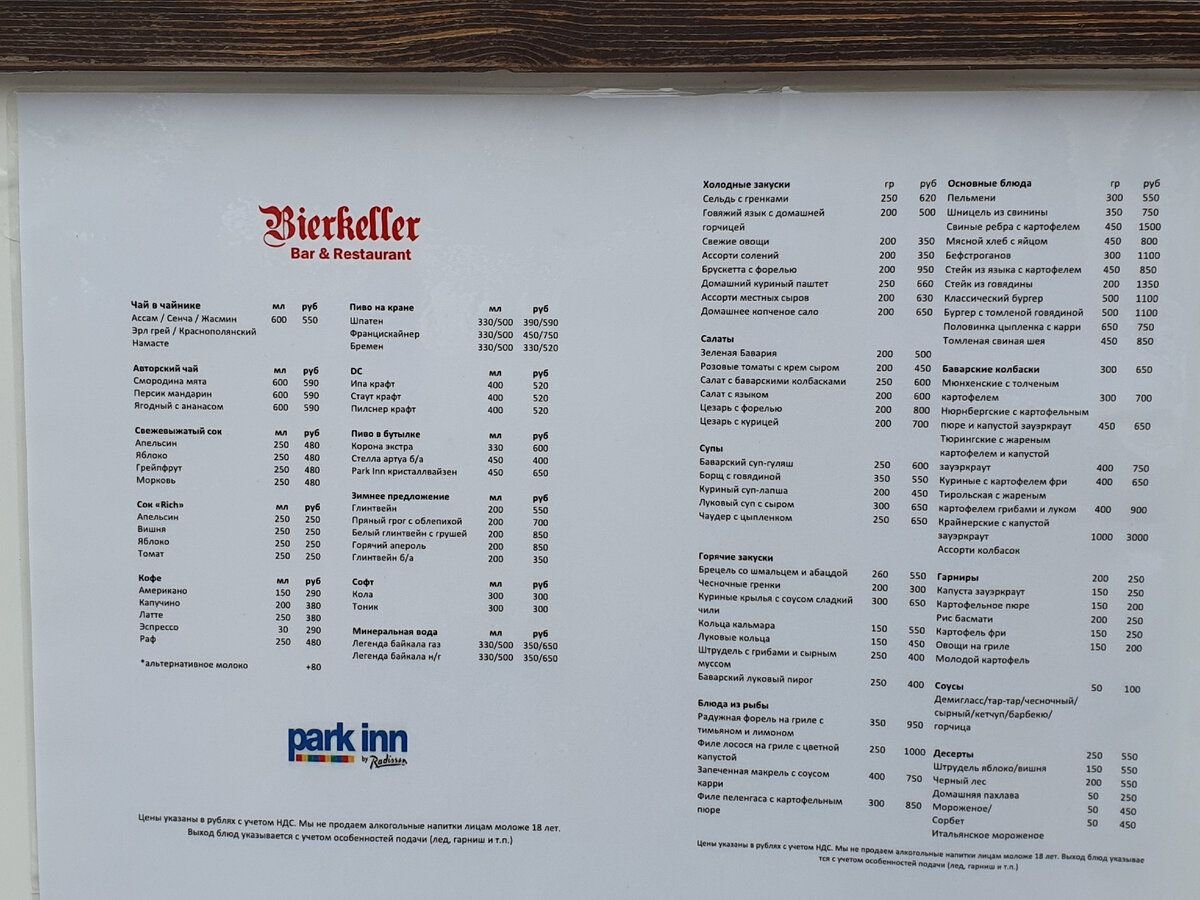 Bierkeller
Bar & Restaurant
Чай в чайнике мл руб
Ассам / Сенча / Жасмин 600 550
Эрл грей / Краснополянский
Намасте
Авторский чай мл руб
Смородина мята 600 590
Персик мандарин 600 590
Ягодный с ананасом 600 590
Свежевыжатый сок мл руб
Апельсин 250 480
Яблоко 250 480
Грейпфрут 250 480
Морковь 250 480
Сок «Rich» мл руб
Апельсин 250 250
Вишня 250 250
Яблоко 250 250
Томат 250 250
Кофе мл руб
Американо 150 290
Капучино 200 380
Латте 250 380
Эспрессо 30 290
Раф 250 480
*альтернативное молоко +80
Пиво на кране мл руб
Шпатен 330/500 390/590
Францискайнер 330/500 450/750
Бремен 330/500 330/520
DC мл руб
Ипа крафт 400 520
Стаут крафт 400 520
Пилснер крафт 400 520
Пиво в бутылке мл руб
Корона экстра 330 600
Стелла артуа б/а 450 400
Park Inn кристаллвайзен 450 650
Зимнее предложение мл руб
Глинтвейн 200 550
Пряный грог с облепихой 200 700
Белый глинтвейн с грушей 200 850
Горячий апероль 200 850
Глинтвейн б/а 200 350
Софт мл руб
Кола 300 300
Тоник 300 300
Минеральная вода мл руб
Легенда байкала газ 330/500 350/650
Легенда байкала н/г 330/500 350/650
park inn
by Radisson
Цены указаны в рублях с учетом НДС. Мы не продаем алкогольные напитки лицам моложе 18 лет.
Выход блюд указывается с учетом особенностей подачи (лед, гарниш и т.п.)
Холодные закуски гр руб
Сельдь с гренками 250 620
Говяжий язык с домашней 200 500
горчицей
Свежие овощи 200 350
Ассорти солений 200 350
Брускетта с форелью 200 950
Домашний куриный паштет 250 660
Ассорти местных сыров 200 630
Домашнее копченое сало 200 650
Салаты
Зеленая Бавария 200 500
Розовые томаты с крем сыром 200 450
Салат с баварскими колбасками 250 600
Салат с языком 200 600
Цезарь с форелью 200 800
Цезарь с курицей 200 700
Супы
Баварский суп-гуляш 250 600
Борщ с говядиной 350 550
Куриный суп-лапша 200 450
Луковый суп с сыром 300 650
Чаудер с цыпленком 250 650
Горячие закуски
Брецель со шмальцем и абацдой 260 550
Чесночные гренки 200 300
Куриные крылья с соусом сладкий 300 650
чили
Кольца кальмара 150 550
Луковые кольца 150 450
Штрудель с грибами и сырным 250 400
муссом
Баварский луковый пирог 250 400
Блюда из рыбы
Радужная форель на гриле с 350 950
тимьяном и лимоном
Филе лосося на гриле с цветной 250 1000
капустой
Запеченная макрель с соусом 400 750
карри
Филе пеленгаса с картофельным 300 850
пюре
Основные блюда гр руб
Пельмени 300 550
Шницель из свинины 350 750
Свиные ребра с картофелем 450 1500
Мясной хлеб с яйцом 450 800
Бефстроганов 300 1100
Стейк из языка с картофелем 450 850
Стейк из говядины 200 1350
Классический бургер 500 1100
Бургер с томленой говядиной 500 1100
Половинка цыпленка с карри 650 750
Томленая свиная шея 450 850
Баварские колбаски 300 650
Мюнхенские с толченым
картофелем 300 700
Нюрнбергские с картофельным
пюре и капустой зауэркраут 450 650
Тюрингские с жареным
картофелем и капустой
зауэркраут 400 750
Куриные с картофелем фри 400 650
Тирольская с жареным
картофелем грибами и луком 400 900
Крайнерские с капустой
зауэркраут 1000 3000
Ассорти колбасок
Гарниры 200 250
Капуста зауэркраут 150 250
Картофельное пюре 150 200
Рис басмати 200 250
Картофель фри 150 250
Овощи на гриле 150 200
Молодой картофель
Соусы 50 100
Демигласс/тар-тар/чесночный/
сырный/кетчуп/барбекю/
горчица
Десерты 250 550
Штрудель яблоко/вишня 150 550
Черный лес 200 550
Домашняя пахлава 50 250
Мороженое/ 50 450
Сорбет 50 450
Итальянское мороженое
Цены указаны в рублях с учетом НДС. Мы не продаем алкогольные напитки лицам моложе 18 лет. Выход блюд указывае
тся с учетом особенностей подачи (лед, гарниш и т.п.)